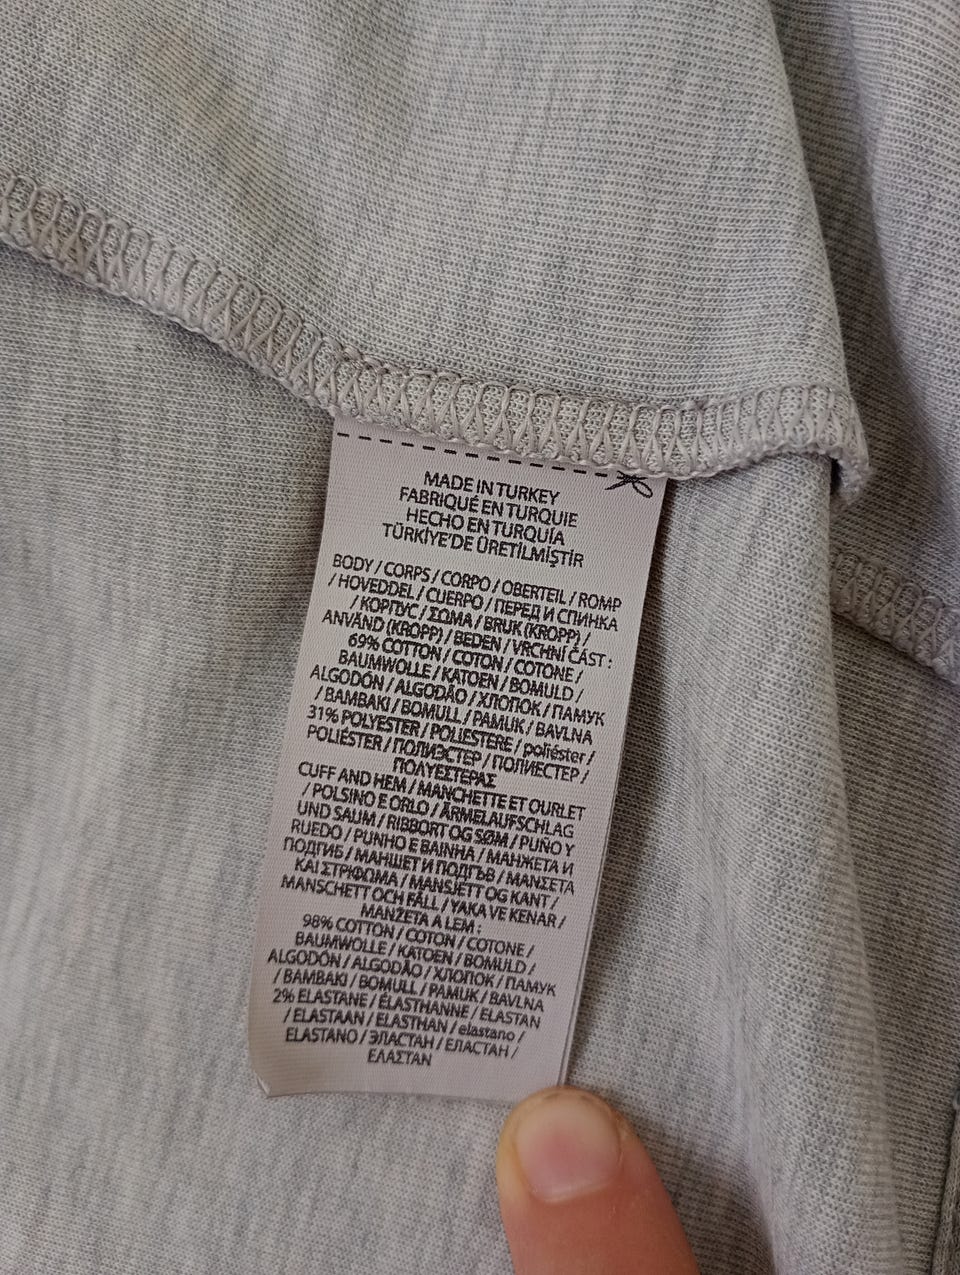 MADE IN TURKEY
FABRIQUÉ EN TURQUIE
HECHO EN TURQUÍA
TÜRKİYE'DE ÜRETİLMİŞTİR
BODY / CORPS / CORPO / OBERTEIL / ROMP
/ HOVEDDEL / CUERPO / ПЕРЕД И СПИНКА
/ КОРПУС / ΣΩΜΑ / BRUK (KROPP) /
ANVÄND (KROPP) / BEDEN / VRCHNÍ ČÁST :
69% COTTON / COTON / COTONE /
BAUMWOLLE / KATOEN / BOMULD /
ALGODÓN / ALGODÃO / ХЛОПОК / ПАМУК
/ ΒΑΜΒΑΚΙ / BOMULL / PAMUK / BAVLNA
31% POLYESTER / POLIESTERE / poliéster /
POLIÉSTER / ПОЛИЭСТЕР / ПОЛИЕСТЕР /
ΠΟΛΥΕΣΤΕΡΑΣ
CUFF AND HEM / MANCHETTE ET OURLET
/ POLSINO E ORLO / ÄRMELAUFSCHLAG
UND SAUM / RIBBORT OG SØM / PUÑO Y
RUEDO / PUNHO E BAINHA / МАНЖЕТА И
ПОДГИБ / МАНШЕТ И ПОДГЪВ / ΜΑΝΣΕΤΑ
ΚΑΙ ΣΤΡΙΦΩΜΑ / MANSJETT OG KANT /
MANSCHETT OCH FÅLL / YAKA VE KENAR /
MANŽETA A LEM :
98% COTTON / COTON / COTONE /
BAUMWOLLE / KATOEN / BOMULD /
ALGODÓN / ALGODÃO / ХЛОПОК / ПАМУК
/ ΒΑΜΒΑΚΙ / BOMULL / PAMUK / BAVLNA
2% ELASTANE / ÉLASTHANNE / ELASTAN
/ ELASTAAN / ELASTHAN / elastano /
ELASTANO / ЭЛАСТАН / ЕЛАСТАН /
ΕΛΑΣΤΑΝ